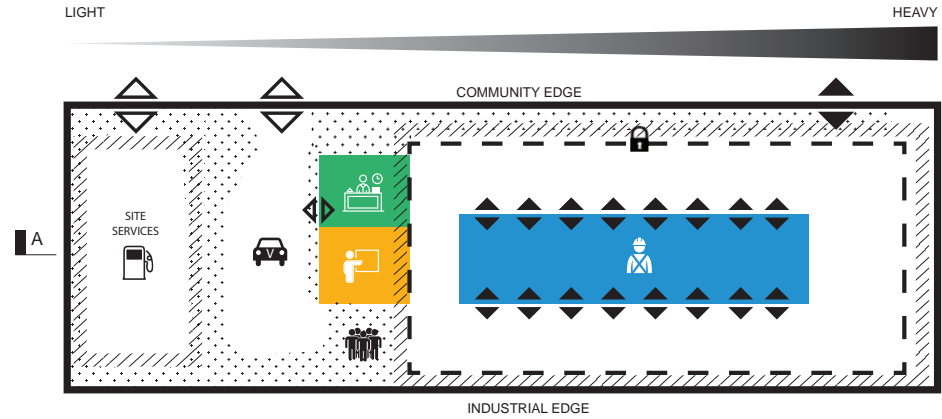 LIGHT
HEAVY
COMMUNITY EDGE
SITE
SERVICES
A
V
INDUSTRIAL EDGE